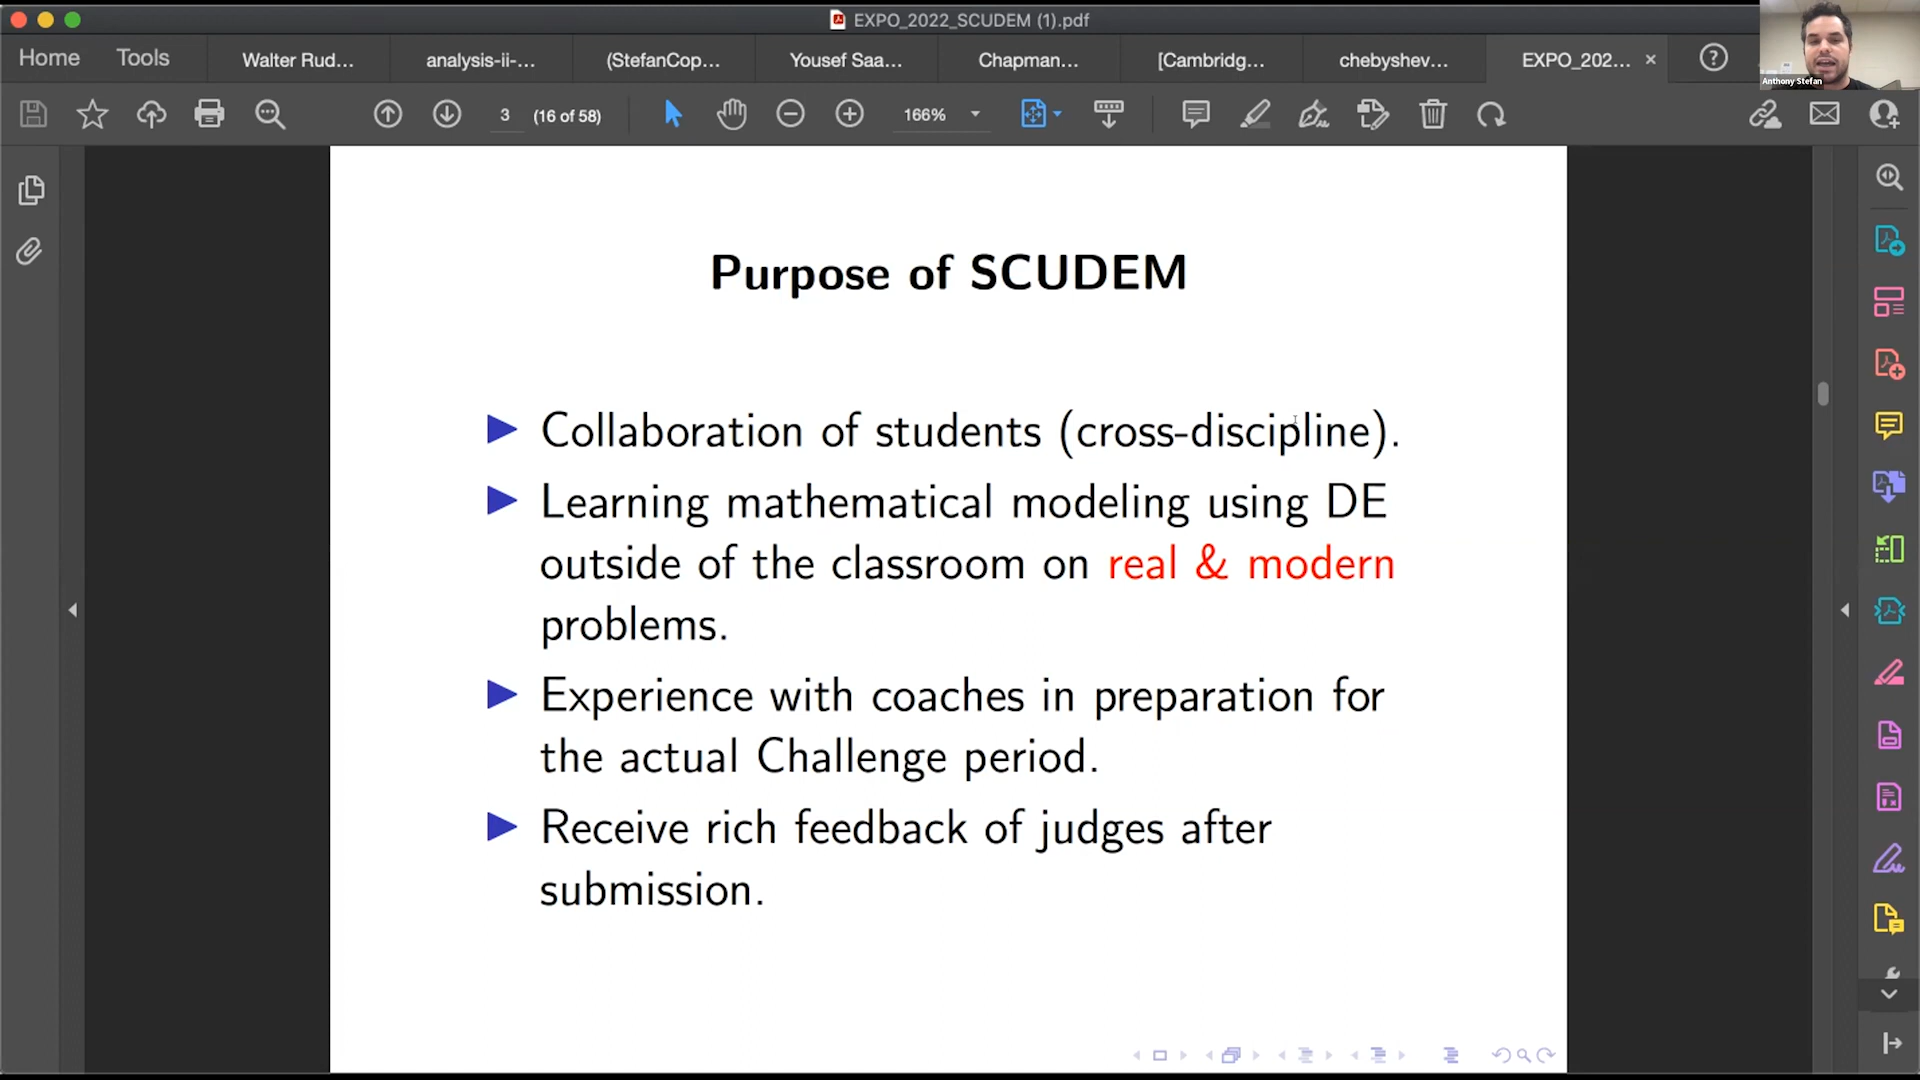 EXPO_2022_SCUDEM (1).pdf
Home
Tools
Walter Rud...
analysis-ii-...
(StefanCop...
Yousef Saa...
Chapman...
[Cambridg...
chebyshev...
EXPO_202...
Anthony Stefan
3
(16 of 58)
166%
Purpose of SCUDEM
Collaboration of students (cross-discipline).
Learning mathematical modeling using DE
outside of the classroom on real & modern
problems.
Experience with coaches in preparation for
the actual Challenge period.
Receive rich feedback of judges after
submission.